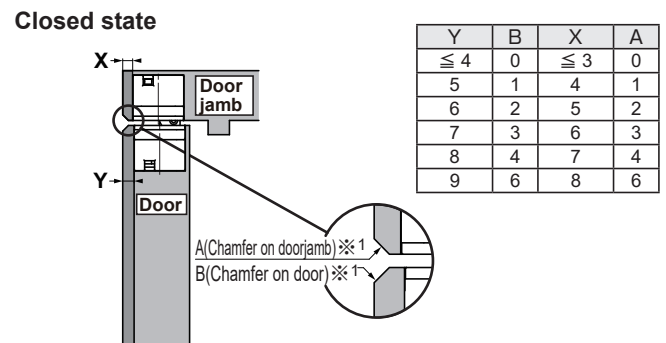 Closed state
X
Door
jamb
Y
Door
A(Chamfer on doorjamb)※1
B(Chamfer on door)※1
Y B X A
≦ 4 0 ≦ 3 0
5 1 4 1
6 2 5 2
7 3 6 3
8 4 7 4
9 6 8 6